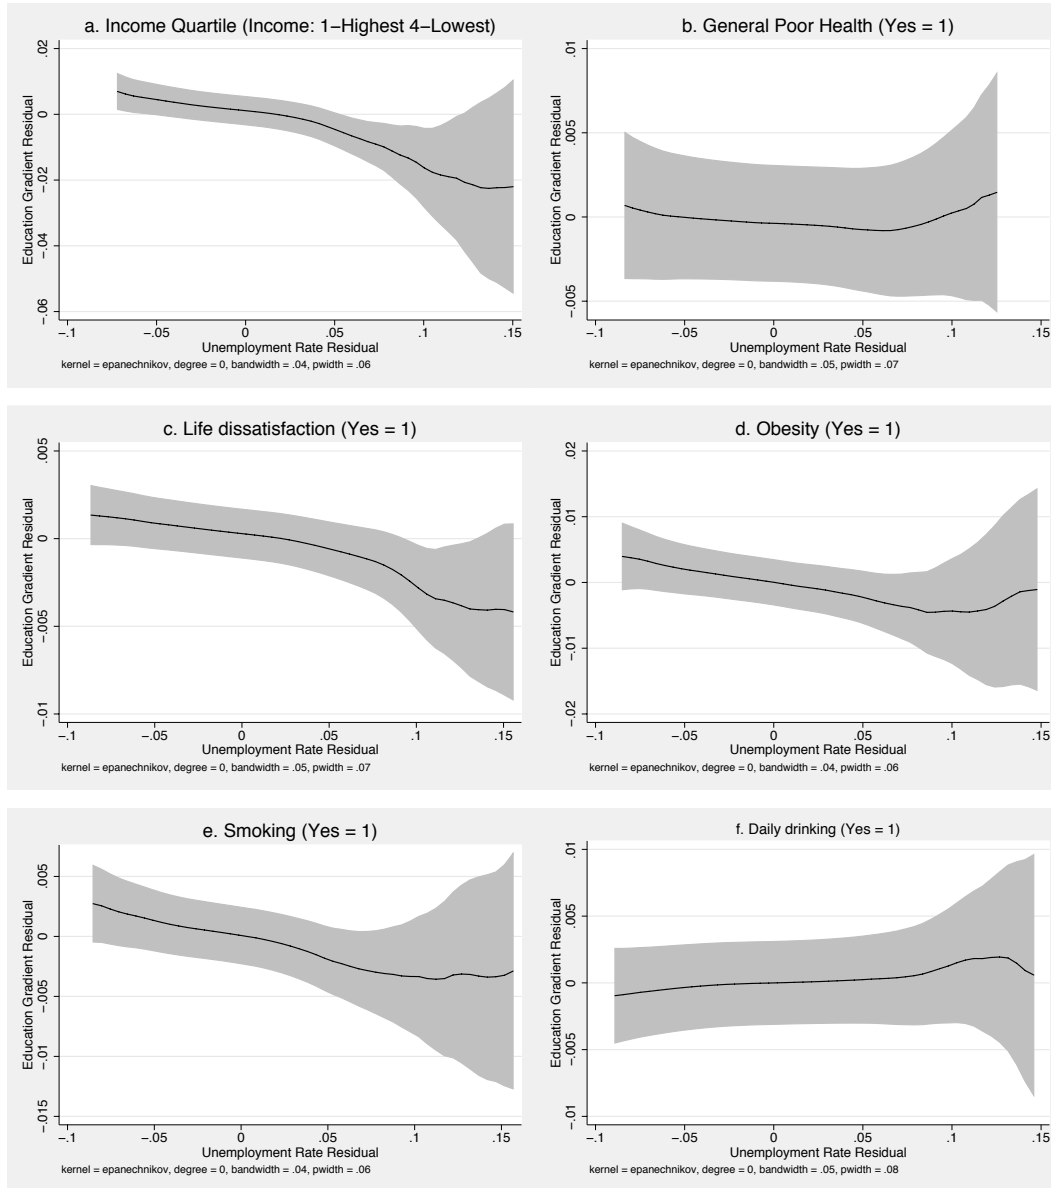 a. Income Quartile (Income: 1−Highest 4−Lowest)
Education Gradient Residual
.02
0
−.02
−.04
−.06
−.1
−.05
0
.05
.1
.15
Unemployment Rate Residual
kernel = epanechnikov, degree = 0, bandwidth = .04, pwidth = .06
b. General Poor Health (Yes = 1)
Education Gradient Residual
.01
.005
0
−.005
−.1
−.05
0
.05
.1
.15
Unemployment Rate Residual
kernel = epanechnikov, degree = 0, bandwidth = .05, pwidth = .07
c. Life dissatisfaction (Yes = 1)
Education Gradient Residual
.005
0
−.005
−.01
−.1
−.05
0
.05
.1
.15
Unemployment Rate Residual
kernel = epanechnikov, degree = 0, bandwidth = .05, pwidth = .07
d. Obesity (Yes = 1)
Education Gradient Residual
.02
.01
0
−.01
−.02
−.1
−.05
0
.05
.1
.15
Unemployment Rate Residual
kernel = epanechnikov, degree = 0, bandwidth = .04, pwidth = .06
e. Smoking (Yes = 1)
Education Gradient Residual
.005
0
−.005
−.01
−.015
−.1
−.05
0
.05
.1
.15
Unemployment Rate Residual
kernel = epanechnikov, degree = 0, bandwidth = .04, pwidth = .06
f. Daily drinking (Yes = 1)
Education Gradient Residual
.01
.005
0
−.005
−.01
−.1
−.05
0
.05
.1
.15
Unemployment Rate Residual
kernel = epanechnikov, degree = 0, bandwidth = .05, pwidth = .08